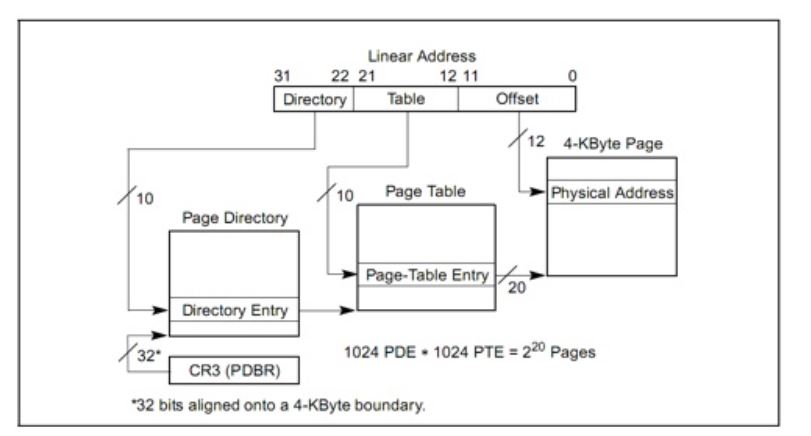 Linear Address
31 22 21 12 11 0
Directory Table Offset
12 4-KByte Page
Physical Address
10 10 Page Table
Page Directory
Page-Table Entry
20
Directory Entry
32*
CR3 (PDBR)
1024 PDE * 1024 PTE = 2²⁰ Pages
*32 bits aligned onto a 4-KByte boundary.